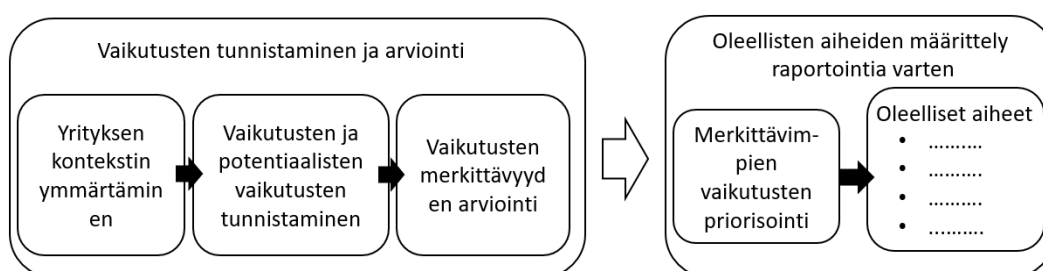 Vaikutusten tunnistaminen ja arviointi
Yrityksen
kontekstin
ymmärtämin
en
Vaikutusten ja
potentiaalisten
vaikutusten
tunnistaminen
Vaikutusten
merkittävyyd
en arviointi
Oleellisten aiheiden määrittely
raportointia varten
Merkittävim-
pien
vaikutusten
priorisointi
Oleelliset aiheet
• ……….
• ……….
• ……….
• ……….